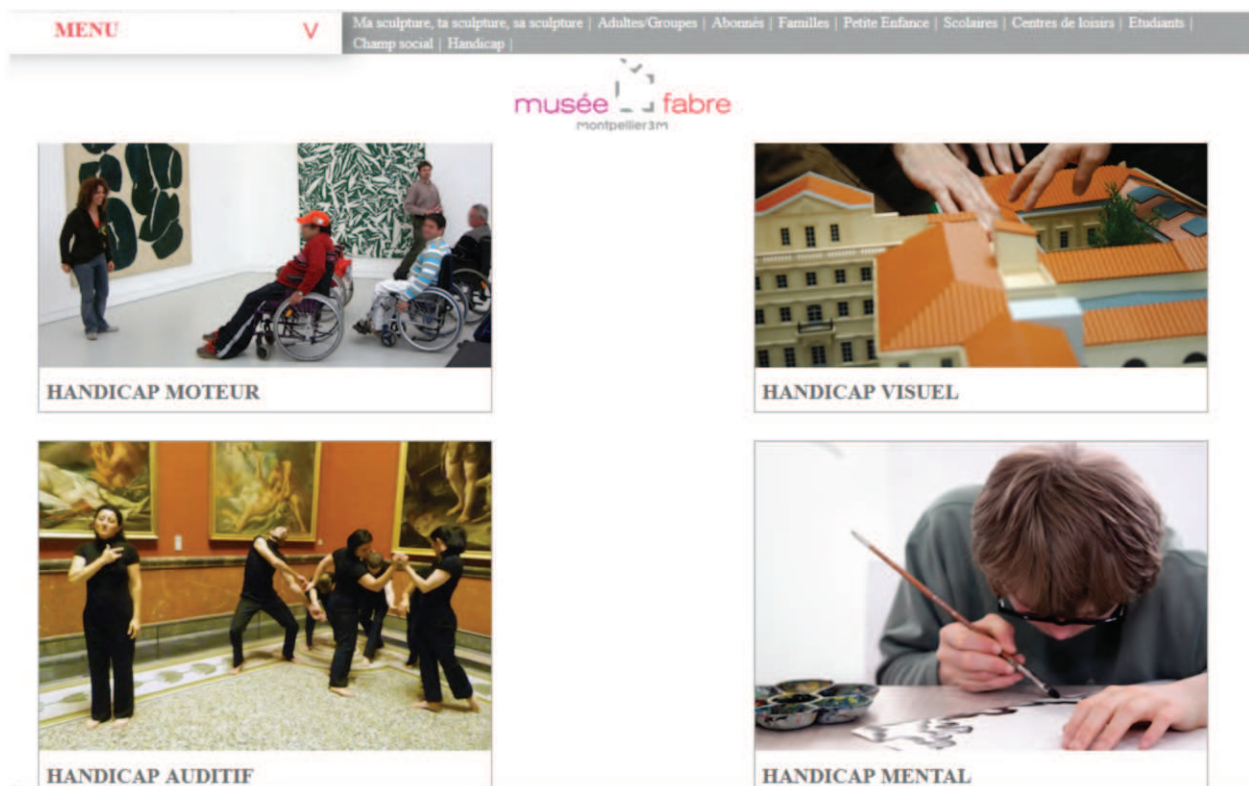 MENU V
Ma sculpture, ta sculpture, sa sculpture | Adultes/Groupes | Abonnés | Familles | Petite Enfance | Scolaires | Centres de loisirs | Etudiants |
Champ social | Handicap |
musée fabre
montpellier3m
HANDICAP MOTEUR
HANDICAP VISUEL
HANDICAP AUDITIF
HANDICAP MENTAL